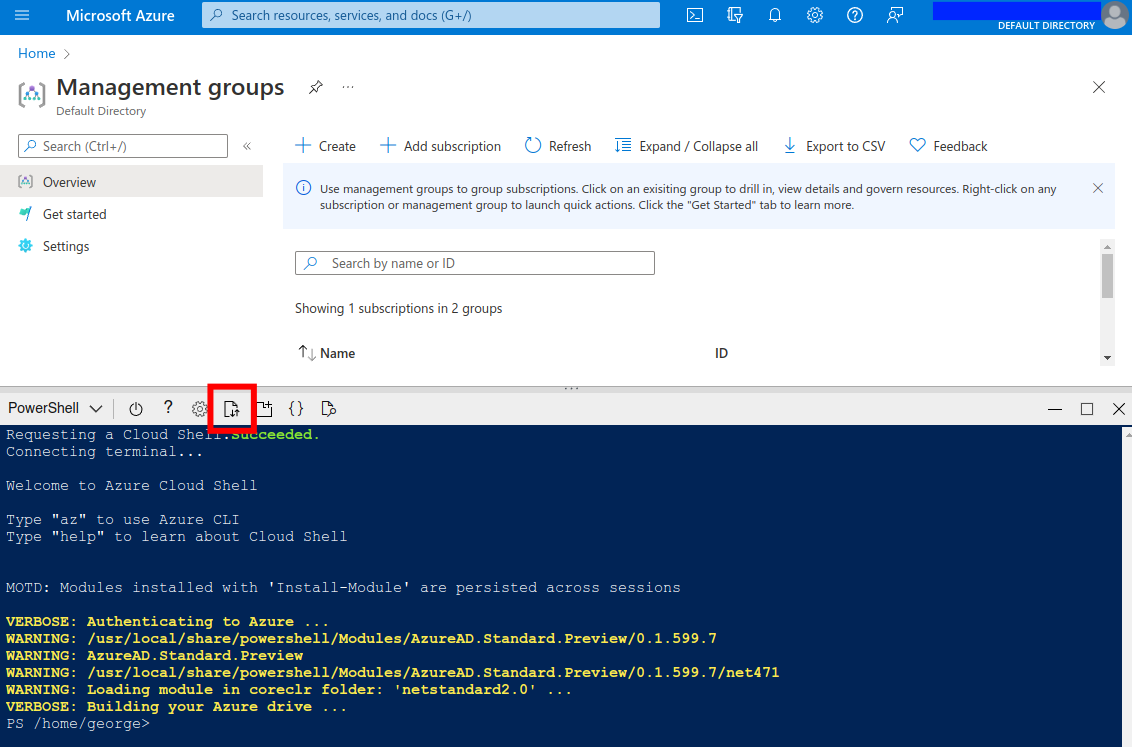 Microsoft Azure
Search resources, services, and docs (G+/)
DEFAULT DIRECTORY
Home
Management groups
Default Directory
Search (Ctrl+/)
Overview
Get started
Settings
Create
Add subscription
Refresh
Expand / Collapse all
Export to CSV
Feedback
Use management groups to group subscriptions. Click on an exisiting group to drill in, view details and govern resources. Right-click on any
subscription or management group to launch quick actions. Click the "Get Started" tab to learn more.
Search by name or ID
Showing 1 subscriptions in 2 groups
Name
ID
PowerShell
Requesting a Cloud Shell.Succeeded.
Connecting terminal...
Welcome to Azure Cloud Shell
Type "az" to use Azure CLI
Type "help" to learn about Cloud Shell
MOTD: Modules installed with 'Install-Module' are persisted across sessions
VERBOSE: Authenticating to Azure ...
WARNING: /usr/local/share/powershell/Modules/AzureAD.Standard.Preview/0.1.599.7
WARNING: AzureAD.Standard.Preview
WARNING: /usr/local/share/powershell/Modules/AzureAD.Standard.Preview/0.1.599.7/net471
WARNING: Loading module in coreclr folder: 'netstandard2.0' ...
VERBOSE: Building your Azure drive ...
PS /home/george>